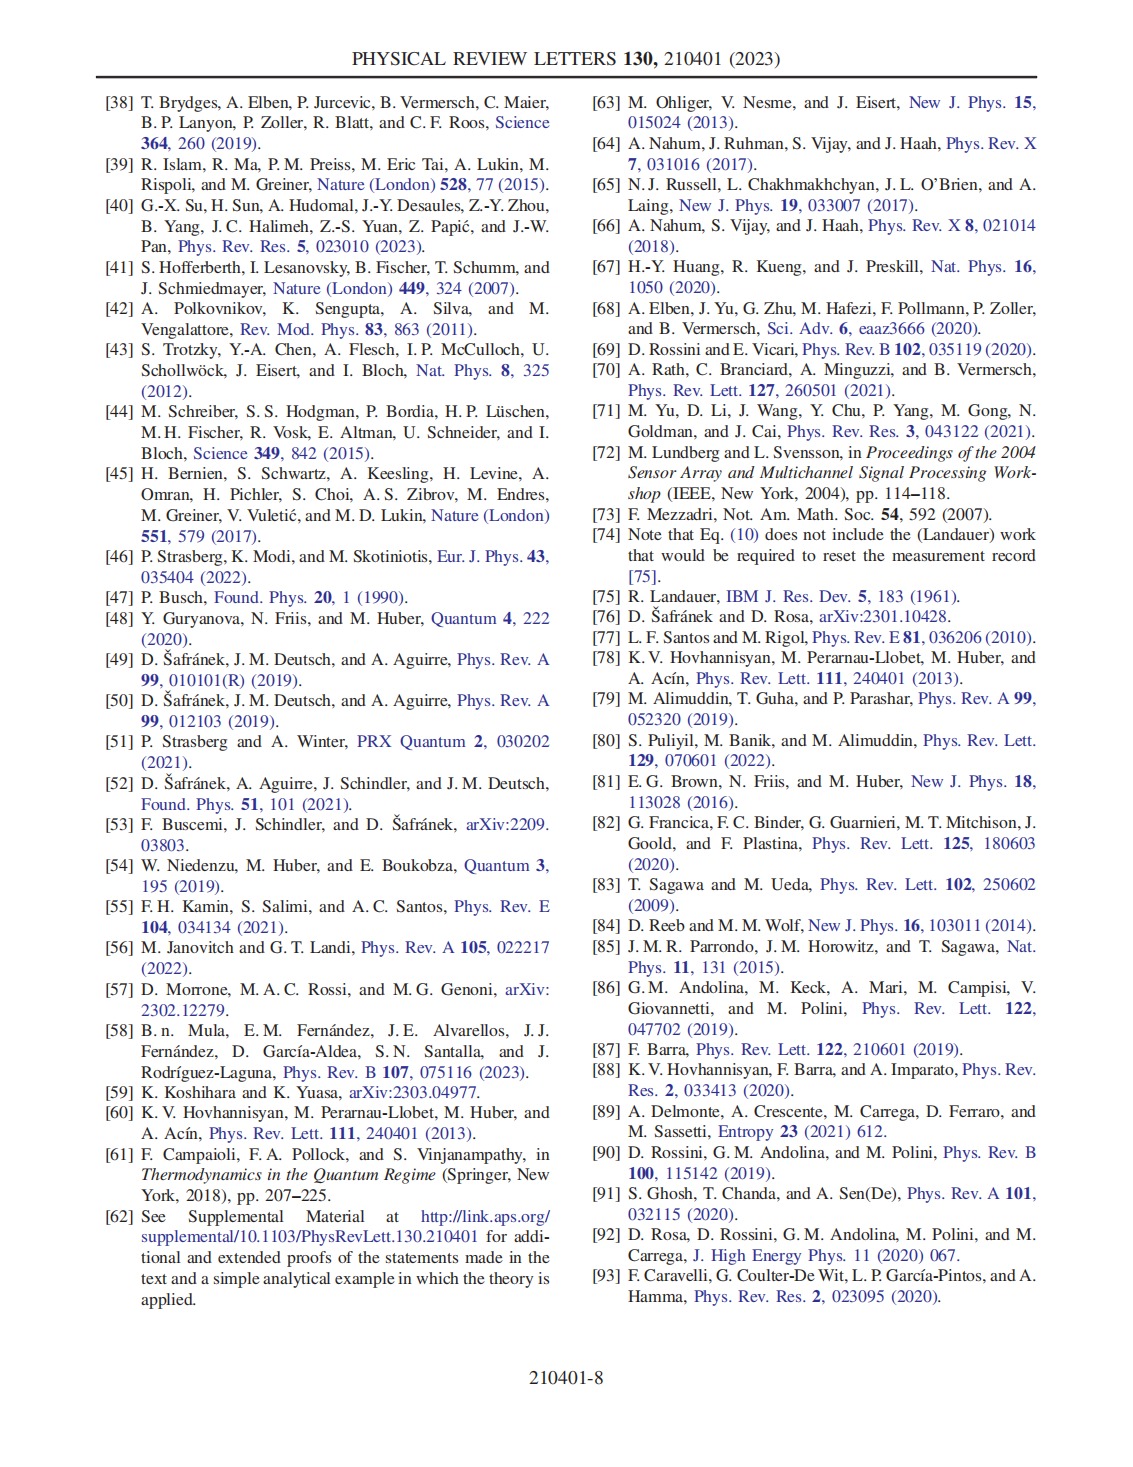 PHYSICAL REVIEW LETTERS 130, 210401 (2023)
[38] T. Brydges, A. Elben, P. Jurcevic, B. Vermersch, C. Maier,
B. P. Lanyon, P. Zoller, R. Blatt, and C. F. Roos, Science
364, 260 (2019).
[39] R. Islam, R. Ma, P. M. Preiss, M. Eric Tai, A. Lukin, M.
Rispoli, and M. Greiner, Nature (London) 528, 77 (2015).
[40] G.-X. Su, H. Sun, A. Hudomal, J.-Y. Desaules, Z.-Y. Zhou,
B. Yang, J. C. Halimeh, Z.-S. Yuan, Z. Papić, and J.-W.
Pan, Phys. Rev. Res. 5, 023010 (2023).
[41] S. Hofferberth, I. Lesanovsky, B. Fischer, T. Schumm, and
J. Schmiedmayer, Nature (London) 449, 324 (2007).
[42] A. Polkovnikov, K. Sengupta, A. Silva, and M.
Vengalattore, Rev. Mod. Phys. 83, 863 (2011).
[43] S. Trotzky, Y.-A. Chen, A. Flesch, I. P. McCulloch, U.
Schollwöck, J. Eisert, and I. Bloch, Nat. Phys. 8, 325
(2012).
[44] M. Schreiber, S. S. Hodgman, P. Bordia, H. P. Lüschen,
M. H. Fischer, R. Vosk, E. Altman, U. Schneider, and I.
Bloch, Science 349, 842 (2015).
[45] H. Bernien, S. Schwartz, A. Keesling, H. Levine, A.
Omran, H. Pichler, S. Choi, A. S. Zibrov, M. Endres,
M. Greiner, V. Vuletić, and M. D. Lukin, Nature (London)
551, 579 (2017).
[46] P. Strasberg, K. Modi, and M. Skotiniotis, Eur. J. Phys. 43,
035404 (2022).
[47] P. Busch, Found. Phys. 20, 1 (1990).
[48] Y. Guryanova, N. Friis, and M. Huber, Quantum 4, 222
(2020).
[49] D. Šafránek, J. M. Deutsch, and A. Aguirre, Phys. Rev. A
99, 010101(R) (2019).
[50] D. Šafránek, J. M. Deutsch, and A. Aguirre, Phys. Rev. A
99, 012103 (2019).
[51] P. Strasberg and A. Winter, PRX Quantum 2, 030202
(2021).
[52] D. Šafránek, A. Aguirre, J. Schindler, and J. M. Deutsch,
Found. Phys. 51, 101 (2021).
[53] F. Buscemi, J. Schindler, and D. Šafránek, arXiv:2209.
03803.
[54] W. Niedenzu, M. Huber, and E. Boukobza, Quantum 3,
195 (2019).
[55] F. H. Kamin, S. Salimi, and A. C. Santos, Phys. Rev. E
104, 034134 (2021).
[56] M. Janovitch and G. T. Landi, Phys. Rev. A 105, 022217
(2022).
[57] D. Morrone, M. A. C. Rossi, and M. G. Genoni, arXiv:
2302.12279.
[58] B. n. Mula, E. M. Fernández, J. E. Alvarellos, J. J.
Fernández, D. García-Aldea, S. N. Santalla, and J.
Rodríguez-Laguna, Phys. Rev. B 107, 075116 (2023).
[59] K. Koshihara and K. Yuasa, arXiv:2303.04977.
[60] K. V. Hovhannisyan, M. Perarnau-Llobet, M. Huber, and
A. Acín, Phys. Rev. Lett. 111, 240401 (2013).
[61] F. Campaioli, F. A. Pollock, and S. Vinjanampathy, in
Thermodynamics in the Quantum Regime (Springer, New
York, 2018), pp. 207–225.
[62] See Supplemental Material at http://link.aps.org/
supplemental/10.1103/PhysRevLett.130.210401 for addi-
tional and extended proofs of the statements made in the
text and a simple analytical example in which the theory is
applied.
[63] M. Ohliger, V. Nesme, and J. Eisert, New J. Phys. 15,
015024 (2013).
[64] A. Nahum, J. Ruhman, S. Vijay, and J. Haah, Phys. Rev. X
7, 031016 (2017).
[65] N. J. Russell, L. Chakhmakhchyan, J. L. O'Brien, and A.
Laing, New J. Phys. 19, 033007 (2017).
[66] A. Nahum, S. Vijay, and J. Haah, Phys. Rev. X 8, 021014
(2018).
[67] H.-Y. Huang, R. Kueng, and J. Preskill, Nat. Phys. 16,
1050 (2020).
[68] A. Elben, J. Yu, G. Zhu, M. Hafezi, F. Pollmann, P. Zoller,
and B. Vermersch, Sci. Adv. 6, eaaz3666 (2020).
[69] D. Rossini and E. Vicari, Phys. Rev. B 102, 035119 (2020).
[70] A. Rath, C. Branciard, A. Minguzzi, and B. Vermersch,
Phys. Rev. Lett. 127, 260501 (2021).
[71] M. Yu, D. Li, J. Wang, Y. Chu, P. Yang, M. Gong, N.
Goldman, and J. Cai, Phys. Rev. Res. 3, 043122 (2021).
[72] M. Lundberg and L. Svensson, in Proceedings of the 2004
Sensor Array and Multichannel Signal Processing Work-
shop (IEEE, New York, 2004), pp. 114–118.
[73] F. Mezzadri, Not. Am. Math. Soc. 54, 592 (2007).
[74] Note that Eq. (10) does not include the (Landauer) work
that would be required to reset the measurement record
[75].
[75] R. Landauer, IBM J. Res. Dev. 5, 183 (1961).
[76] D. Šafránek and D. Rosa, arXiv:2301.10428.
[77] L. F. Santos and M. Rigol, Phys. Rev. E 81, 036206 (2010).
[78] K. V. Hovhannisyan, M. Perarnau-Llobet, M. Huber, and
A. Acín, Phys. Rev. Lett. 111, 240401 (2013).
[79] M. Alimuddin, T. Guha, and P. Parashar, Phys. Rev. A 99,
052320 (2019).
[80] S. Puliyil, M. Banik, and M. Alimuddin, Phys. Rev. Lett.
129, 070601 (2022).
[81] E. G. Brown, N. Friis, and M. Huber, New J. Phys. 18,
113028 (2016).
[82] G. Francica, F. C. Binder, G. Guarnieri, M. T. Mitchison, J.
Goold, and F. Plastina, Phys. Rev. Lett. 125, 180603
(2020).
[83] T. Sagawa and M. Ueda, Phys. Rev. Lett. 102, 250602
(2009).
[84] D. Reeb and M. M. Wolf, New J. Phys. 16, 103011 (2014).
[85] J. M. R. Parrondo, J. M. Horowitz, and T. Sagawa, Nat.
Phys. 11, 131 (2015).
[86] G. M. Andolina, M. Keck, A. Mari, M. Campisi, V.
Giovannetti, and M. Polini, Phys. Rev. Lett. 122,
047702 (2019).
[87] F. Barra, Phys. Rev. Lett. 122, 210601 (2019).
[88] K. V. Hovhannisyan, F. Barra, and A. Imparato, Phys. Rev.
Res. 2, 033413 (2020).
[89] A. Delmonte, A. Crescente, M. Carrega, D. Ferraro, and
M. Sassetti, Entropy 23 (2021) 612.
[90] D. Rossini, G. M. Andolina, and M. Polini, Phys. Rev. B
100, 115142 (2019).
[91] S. Ghosh, T. Chanda, and A. Sen(De), Phys. Rev. A 101,
032115 (2020).
[92] D. Rosa, D. Rossini, G. M. Andolina, M. Polini, and M.
Carrega, J. High Energy Phys. 11 (2020) 067.
[93] F. Caravelli, G. Coulter-De Wit, L. P. García-Pintos, and A.
Hamma, Phys. Rev. Res. 2, 023095 (2020).
210401-8